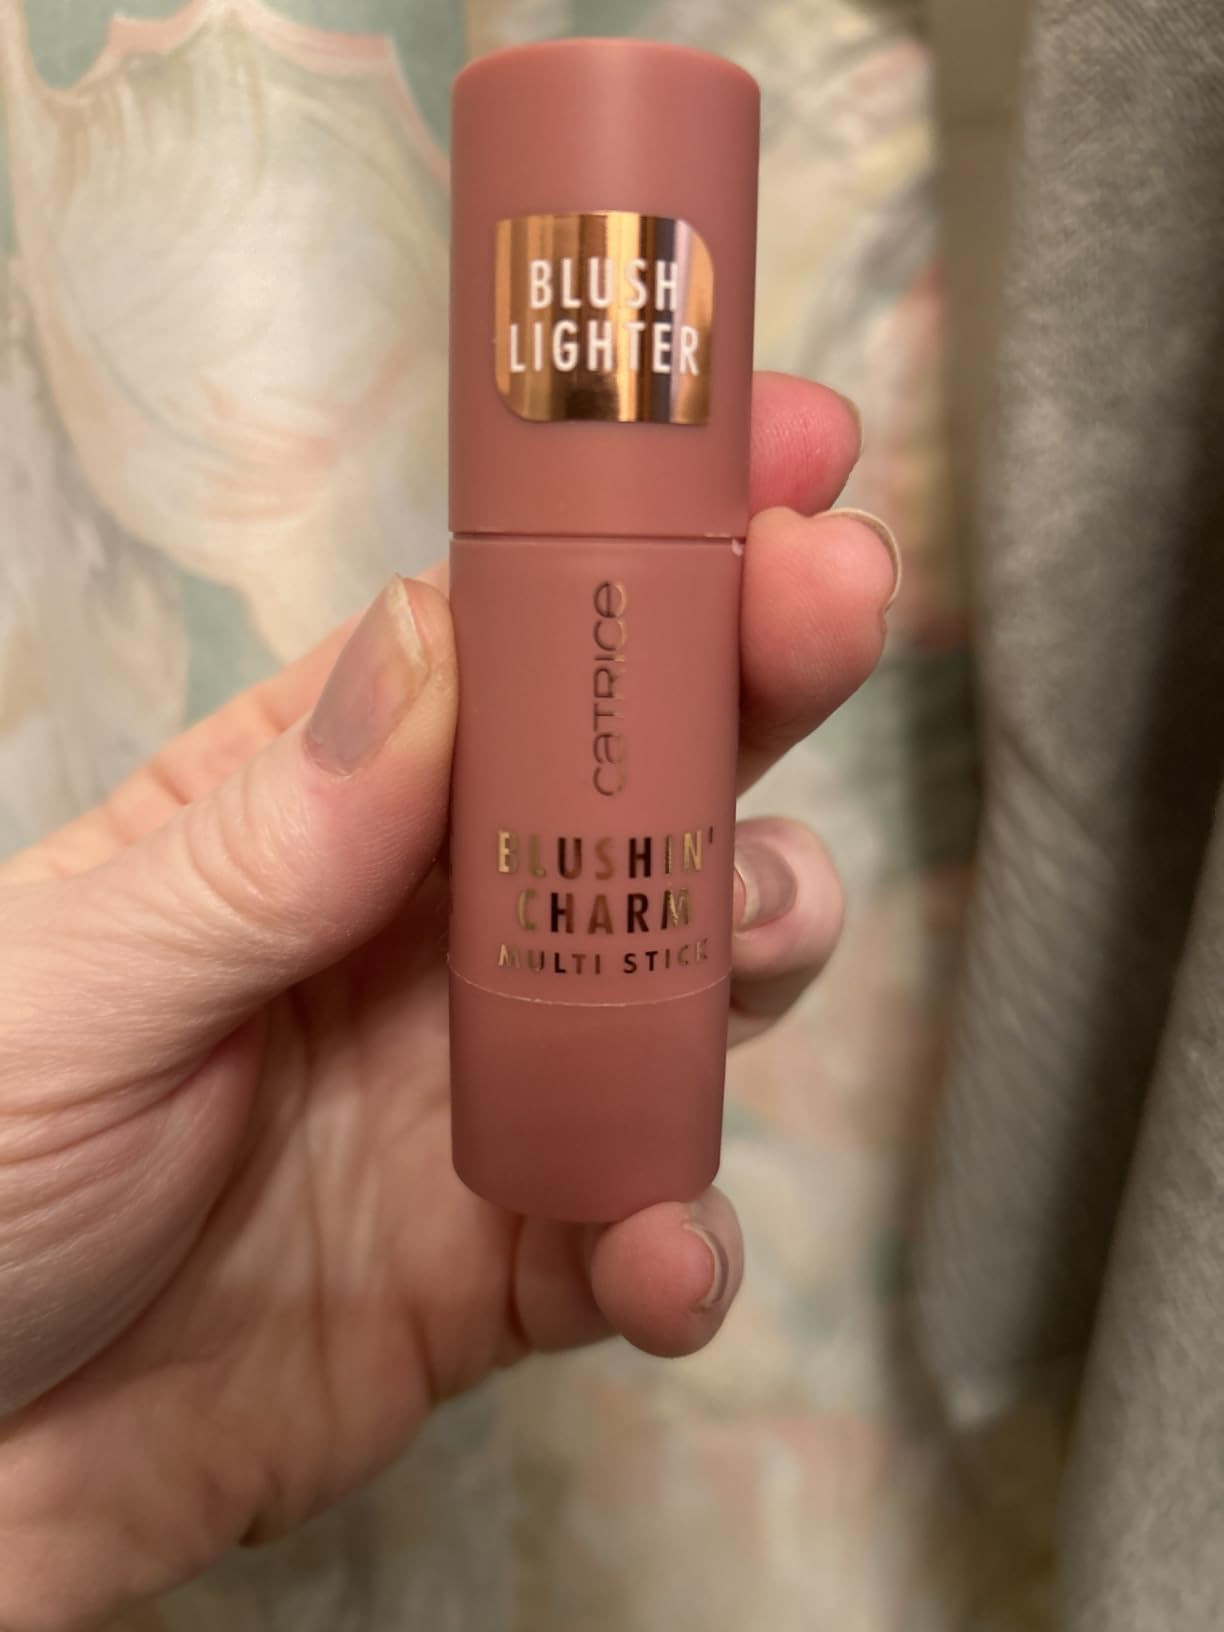 BLUSH
LIGHTER
CATRICE
BLUSHIN'
CHARM
MULTI STICK